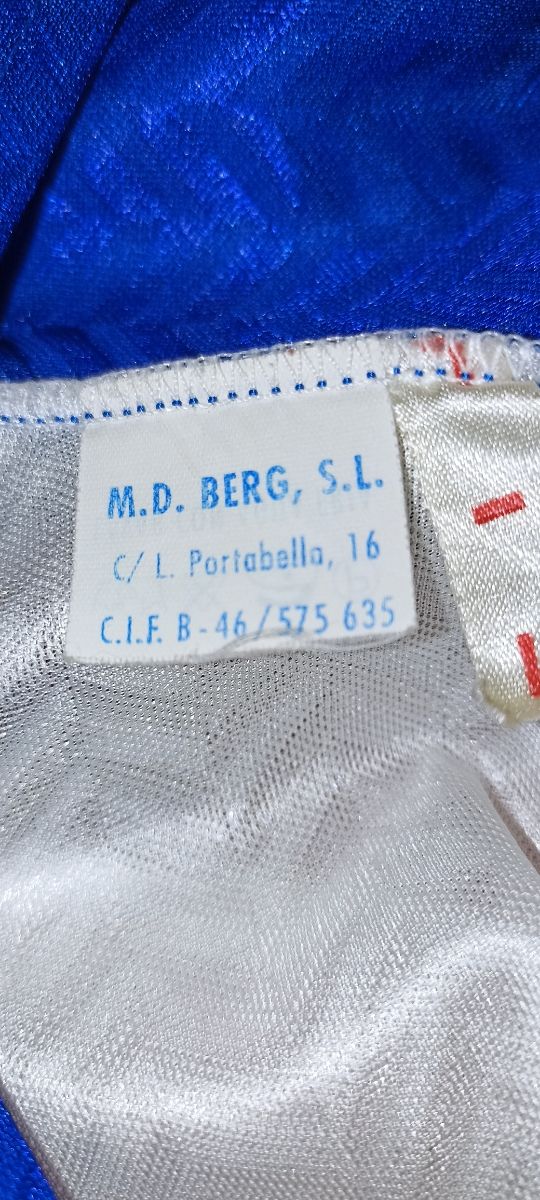 M.D. BERG, S.L.
C/ L. Portabella, 16
C.I.F. B-46/575 635